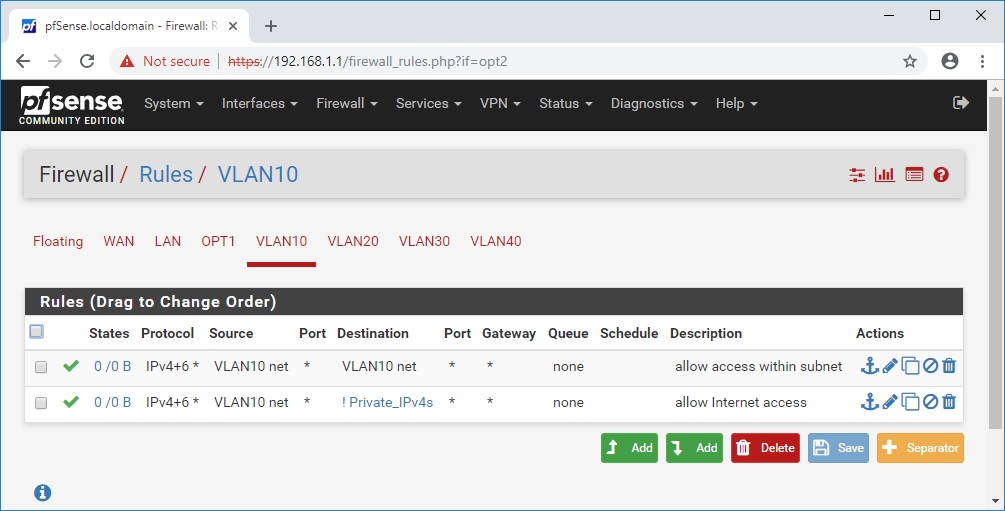 pfSense.localdomain - Firewall: R
Not secure | https://192.168.1.1/firewall_rules.php?if=opt2
pfsense COMMUNITY EDITION System Interfaces Firewall Services VPN Status Diagnostics Help
Firewall / Rules / VLAN10
Floating WAN LAN OPT1 VLAN10 VLAN20 VLAN30 VLAN40
Rules (Drag to Change Order)
States Protocol Source Port Destination Port Gateway Queue Schedule Description Actions
0 /0 B IPv4+6 * VLAN10 net * VLAN10 net * * none allow access within subnet
0 /0 B IPv4+6 * VLAN10 net * ! Private_IPv4s * * none allow Internet access
Add Add Delete Save Separator